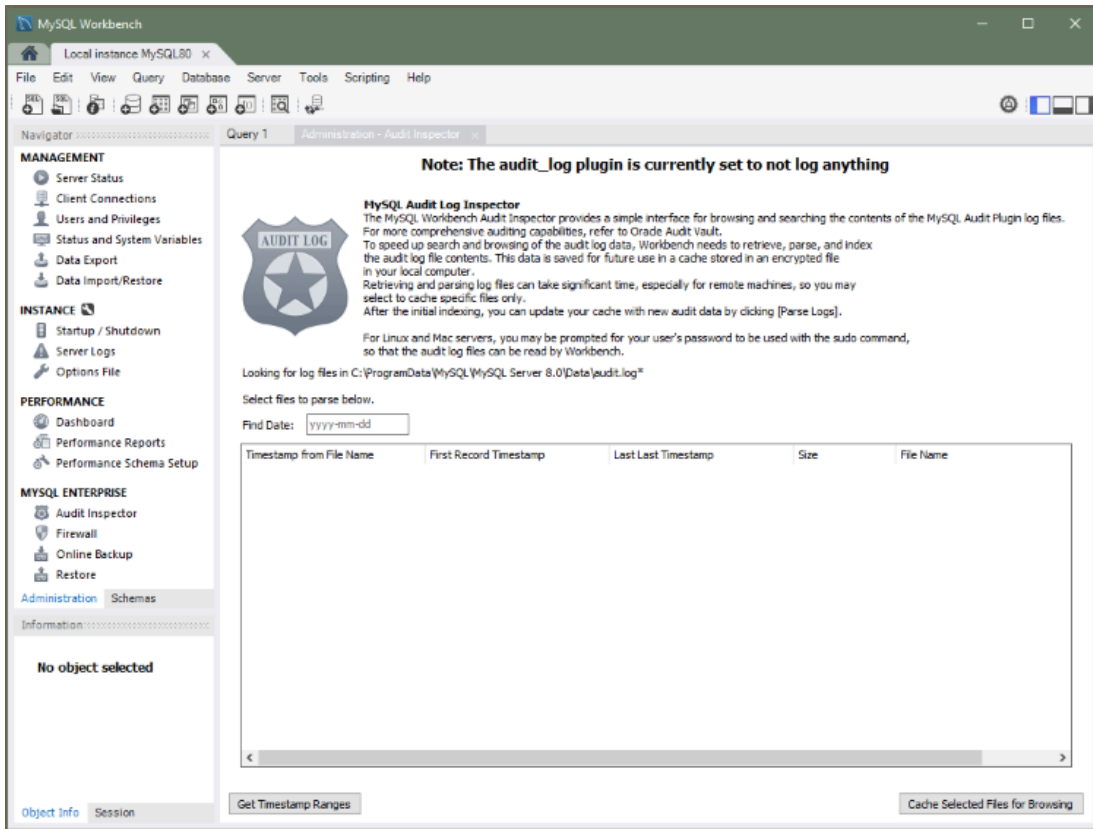 MySQL Workbench
Local instance MySQL80
File Edit View Query Database Server Tools Scripting Help
Navigator
MANAGEMENT
Server Status
Client Connections
Users and Privileges
Status and System Variables
Data Export
Data Import/Restore
INSTANCE
Startup / Shutdown
Server Logs
Options File
PERFORMANCE
Dashboard
Performance Reports
Performance Schema Setup
MYSQL ENTERPRISE
Audit Inspector
Firewall
Online Backup
Restore
Administration Schemas
Information
No object selected
Object Info Session
Query 1 Administration - Audit Inspector
Note: The audit_log plugin is currently set to not log anything
AUDIT LOG
MySQL Audit Log Inspector
The MySQL Workbench Audit Inspector provides a simple interface for browsing and searching the contents of the MySQL Audit Plugin log files.
For more comprehensive auditing capabilities, refer to Oracle Audit Vault.
To speed up search and browsing of the audit log data, Workbench needs to retrieve, parse, and index
the audit log file contents. This data is saved for future use in a cache stored in an encrypted file
in your local computer.
Retrieving and parsing log files can take significant time, especially for remote machines, so you may
select to cache specific files only.
After the initial indexing, you can update your cache with new audit data by clicking [Parse Logs].
For Linux and Mac servers, you may be prompted for your user's password to be used with the sudo command,
so that the audit log files can be read by Workbench.
Looking for log files in C:\ProgramData\MySQL\MySQL Server 8.0\Data\audit.log*
Select files to parse below.
Find Date: yyyy-mm-dd
Timestamp from File Name First Record Timestamp Last Last Timestamp Size File Name
Get Timestamp Ranges Cache Selected Files for Browsing